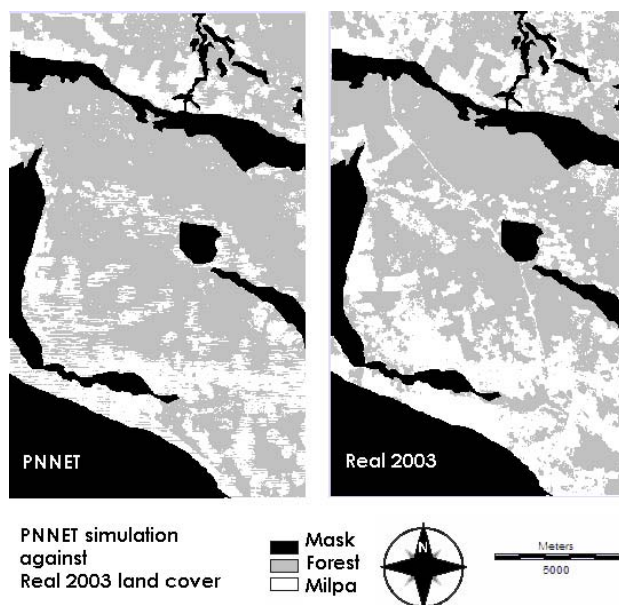 PNNET
Real 2003
PNNET simulation
against
Real 2003 land cover
Mask
Forest
Milpa
N
Meters
5000